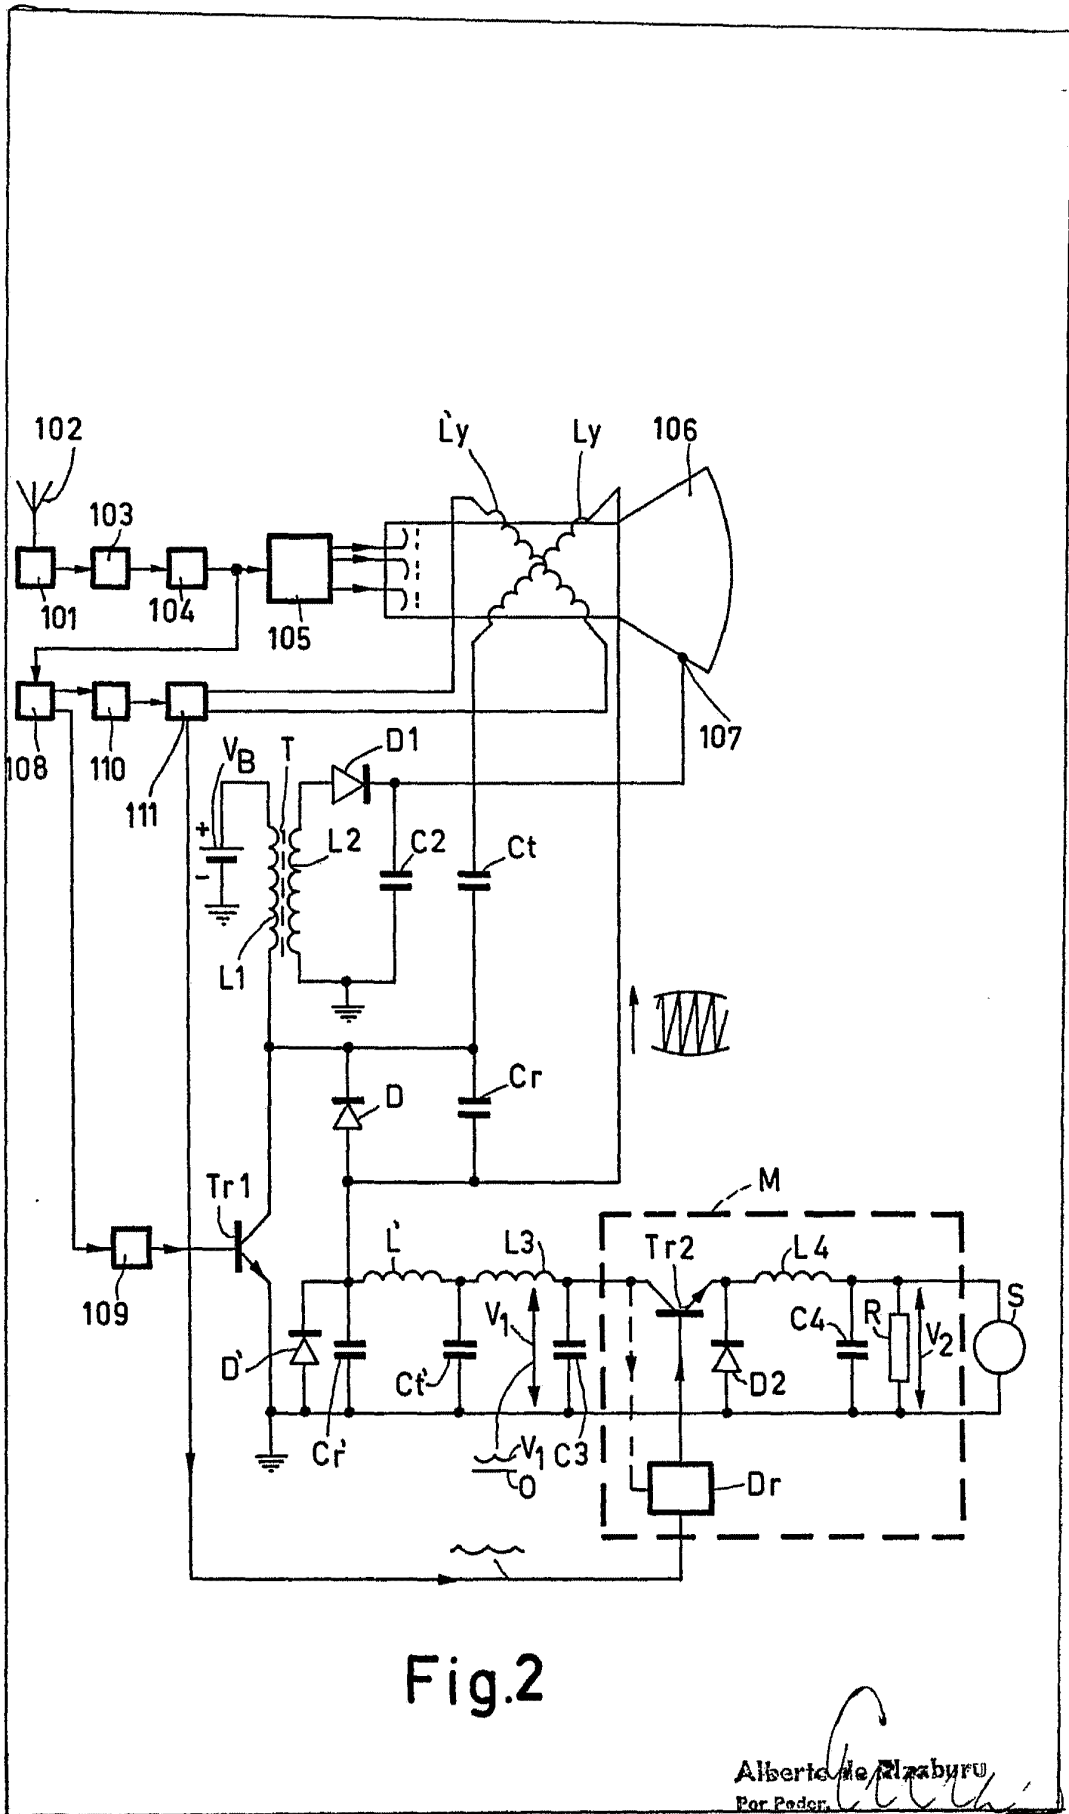 102
L'y
Ly
106
103
101
104
105
107
108
110
111
VB
T
D1
+
-
L2
C2
Ct
L1
Cr
D
Tr1
M
L'
L3
Tr2
L4
109
V1
C4
R
V2
S
D'
Ct'
D2
Cr'
V1
C3
0
Dr
Fig.2
Alberto de Elzaburu
Por Poder.